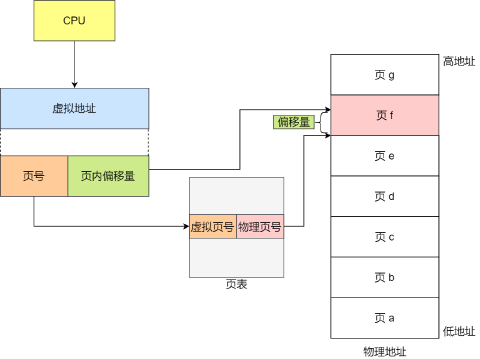 CPU
虚拟地址
页号
页内偏移量
虚拟页号
物理页号
页表
偏移量
高地址
页 g
页 f
页 e
页 d
页 c
页 b
页 a
低地址
物理地址